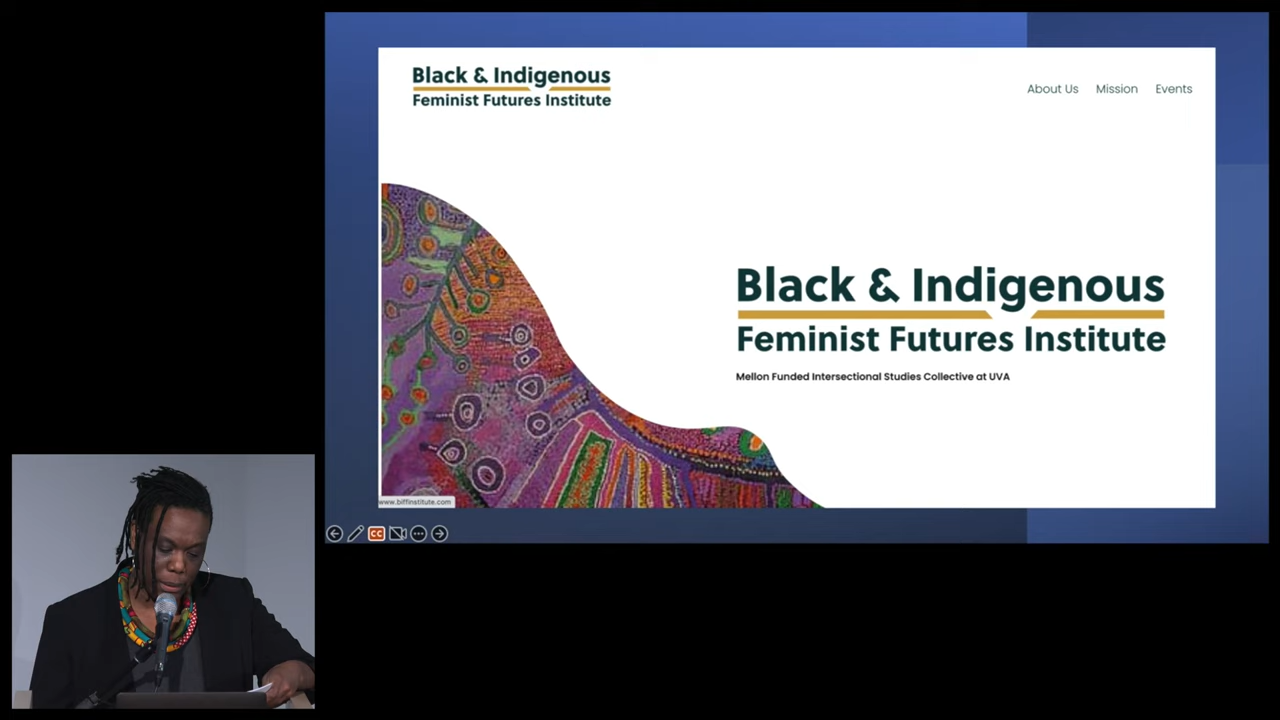 Black & Indigenous
Feminist Futures Institute
About Us Mission Events
Black & Indigenous
Feminist Futures Institute
Mellon Funded Intersectional Studies Collective at UVA
www.biffinstitute.com
CC